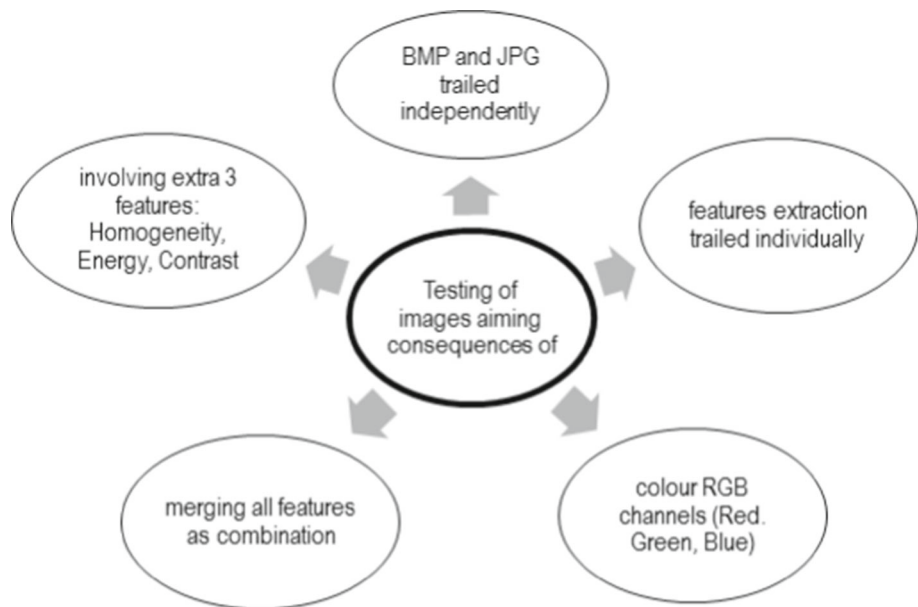 BMP and JPG
trailed
independently
involving extra 3
features:
Homogeneity,
Energy, Contrast
features extraction
trailed individually
Testing of
images aiming
consequences of
merging all features
as combination
colour RGB
channels (Red.
Green, Blue)